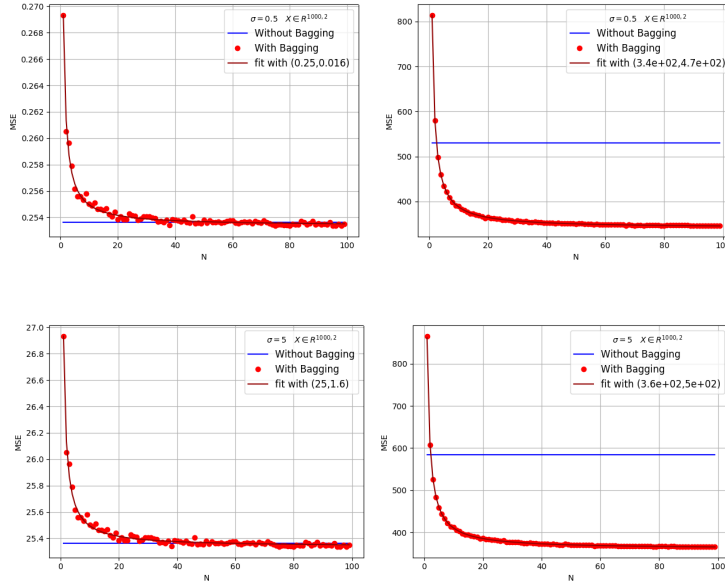 0.270
0.268
0.266
0.264
0.262
0.260
0.258
0.256
0.254
MSE
0 20 40 60 80 100
N
σ = 0.5 X ∈ R^{1000, 2}
Without Bagging
With Bagging
fit with (0.25,0.016)
800
700
600
500
400
MSE
0 20 40 60 80 100
N
σ = 0.5 X ∈ R^{1000, 2}
Without Bagging
With Bagging
fit with (3.4e+02,4.7e+02)
27.0
26.8
26.6
26.4
26.2
26.0
25.8
25.6
25.4
MSE
0 20 40 60 80 100
N
σ = 5 X ∈ R^{1000, 2}
Without Bagging
With Bagging
fit with (25,1.6)
800
700
600
500
400
MSE
0 20 40 60 80 100
N
σ = 5 X ∈ R^{1000, 2}
Without Bagging
With Bagging
fit with (3.6e+02,5e+02)